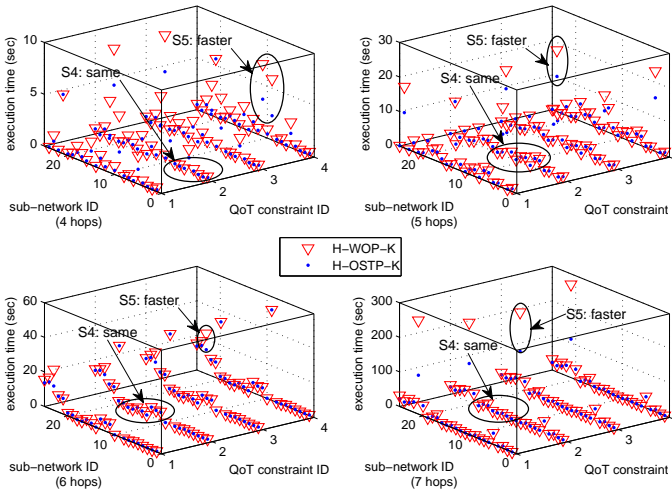 10
5
0
execution time (sec)
S5: faster
S4: same
20
10
0
1
2
3
4
sub−network ID
(4 hops)
QoT constraint ID
30
20
10
0
execution time (sec)
S5: faster
S4: same
20
10
0
1
2
3
4
sub−network ID
(5 hops)
QoT constraint ID
H−WOP−K
H−OSTP−K
60
40
20
0
execution time (sec)
S5: faster
S4: same
20
10
0
1
2
3
4
sub−network ID
(6 hops)
QoT constraint ID
300
200
100
0
execution time (sec)
S5: faster
S4: same
20
10
0
1
2
3
4
sub−network ID
(7 hops)
QoT constraint ID